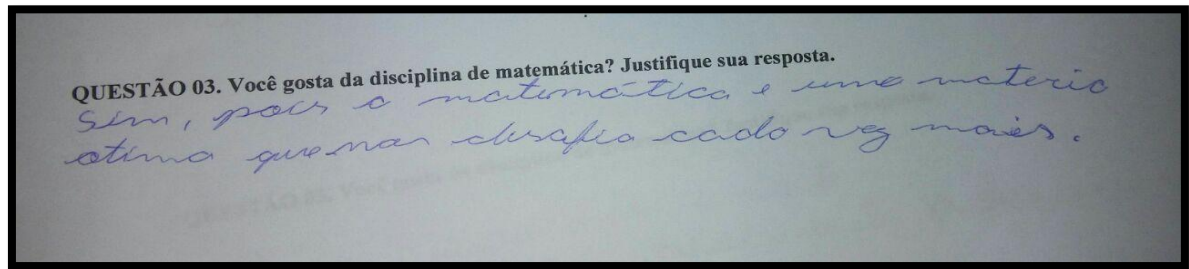 QUESTÃO 03. Você gosta da disciplina de matemática? Justifique sua resposta.
Sim, pois a matemática e uma materia
otima que nos desafia cada vez mais.